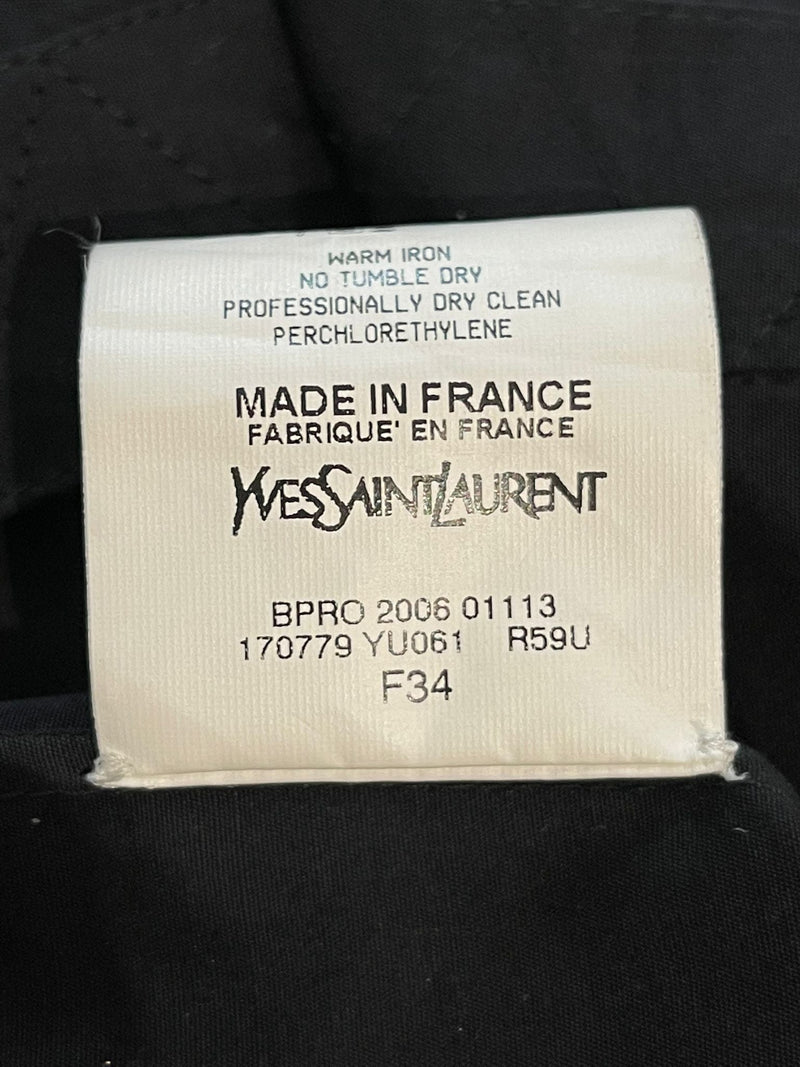 WARM IRON
NO TUMBLE DRY
PROFESSIONALLY DRY CLEAN
PERCHLORETHYLENE
MADE IN FRANCE
FABRIQUE' EN FRANCE
YVESSAINTLAURENT
BPRO 2006 01113
170779 YU061 R59U
F34